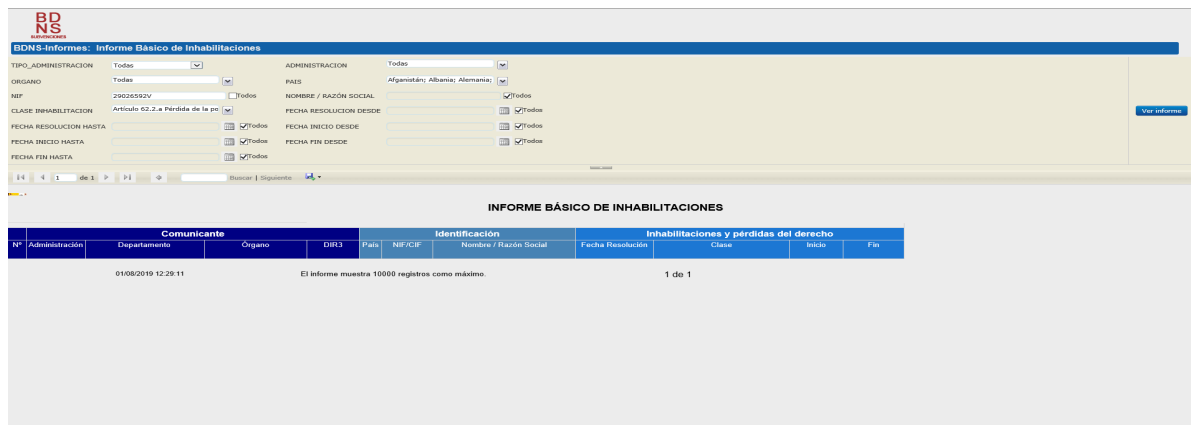 BD
NS
SUBVENCIONES
BDNS-Informes: Informe Básico de Inhabilitaciones
TIPO_ADMINISTRACION Todas ADMINISTRACION Todas
ORGANO Todas PAIS Afganistán; Albania; Alemania;
NIF 29026592V Todos NOMBRE / RAZÓN SOCIAL Todos
CLASE INHABILITACION Artículo 62.2.a Pérdida de la po FECHA RESOLUCION DESDE Todos Ver informe
FECHA RESOLUCION HASTA Todos FECHA INICIO DESDE Todos
FECHA INICIO HASTA Todos FECHA FIN DESDE Todos
FECHA FIN HASTA Todos
1 de 1 Buscar | Siguiente
INFORME BÁSICO DE INHABILITACIONES
Comunicante Identificación Inhabilitaciones y pérdidas del derecho
Nº Administración Departamento Órgano DIR3 País NIF/CIF Nombre / Razón Social Fecha Resolución Clase Inicio Fin
01/08/2019 12:29:11 El informe muestra 10000 registros como máximo. 1 de 1